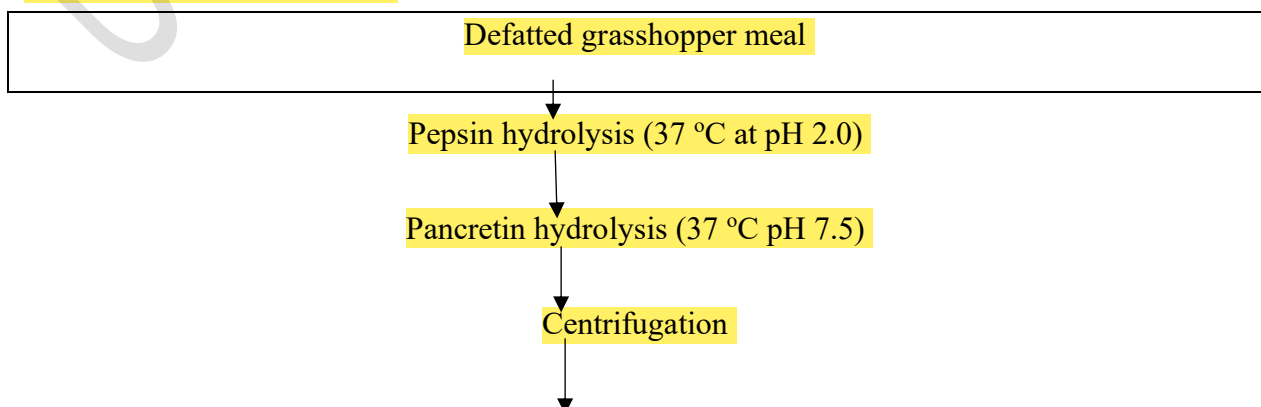 Defatted grasshopper meal
Pepsin hydrolysis (37 ºC at pH 2.0)
Pancretin hydrolysis (37 ºC pH 7.5)
Centrifugation